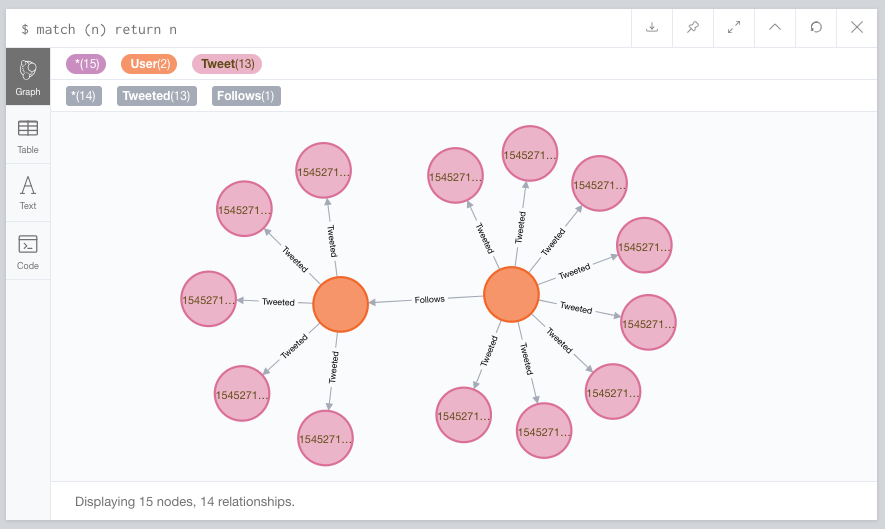 $ match (n) return n
*(15) User(2) Tweet(13)
*(14) Tweeted(13) Follows(1)
Graph
Table
Text
Code
1545271...
1545271...
1545271...
1545271...
1545271...
1545271...
1545271...
1545271...
1545271...
1545271...
1545271...
1545271...
1545271...
Tweeted
Tweeted
Tweeted
Tweeted
Tweeted
Follows
Tweeted
Tweeted
Tweeted
Tweeted
Tweeted
Tweeted
Tweeted
Tweeted
Displaying 15 nodes, 14 relationships.